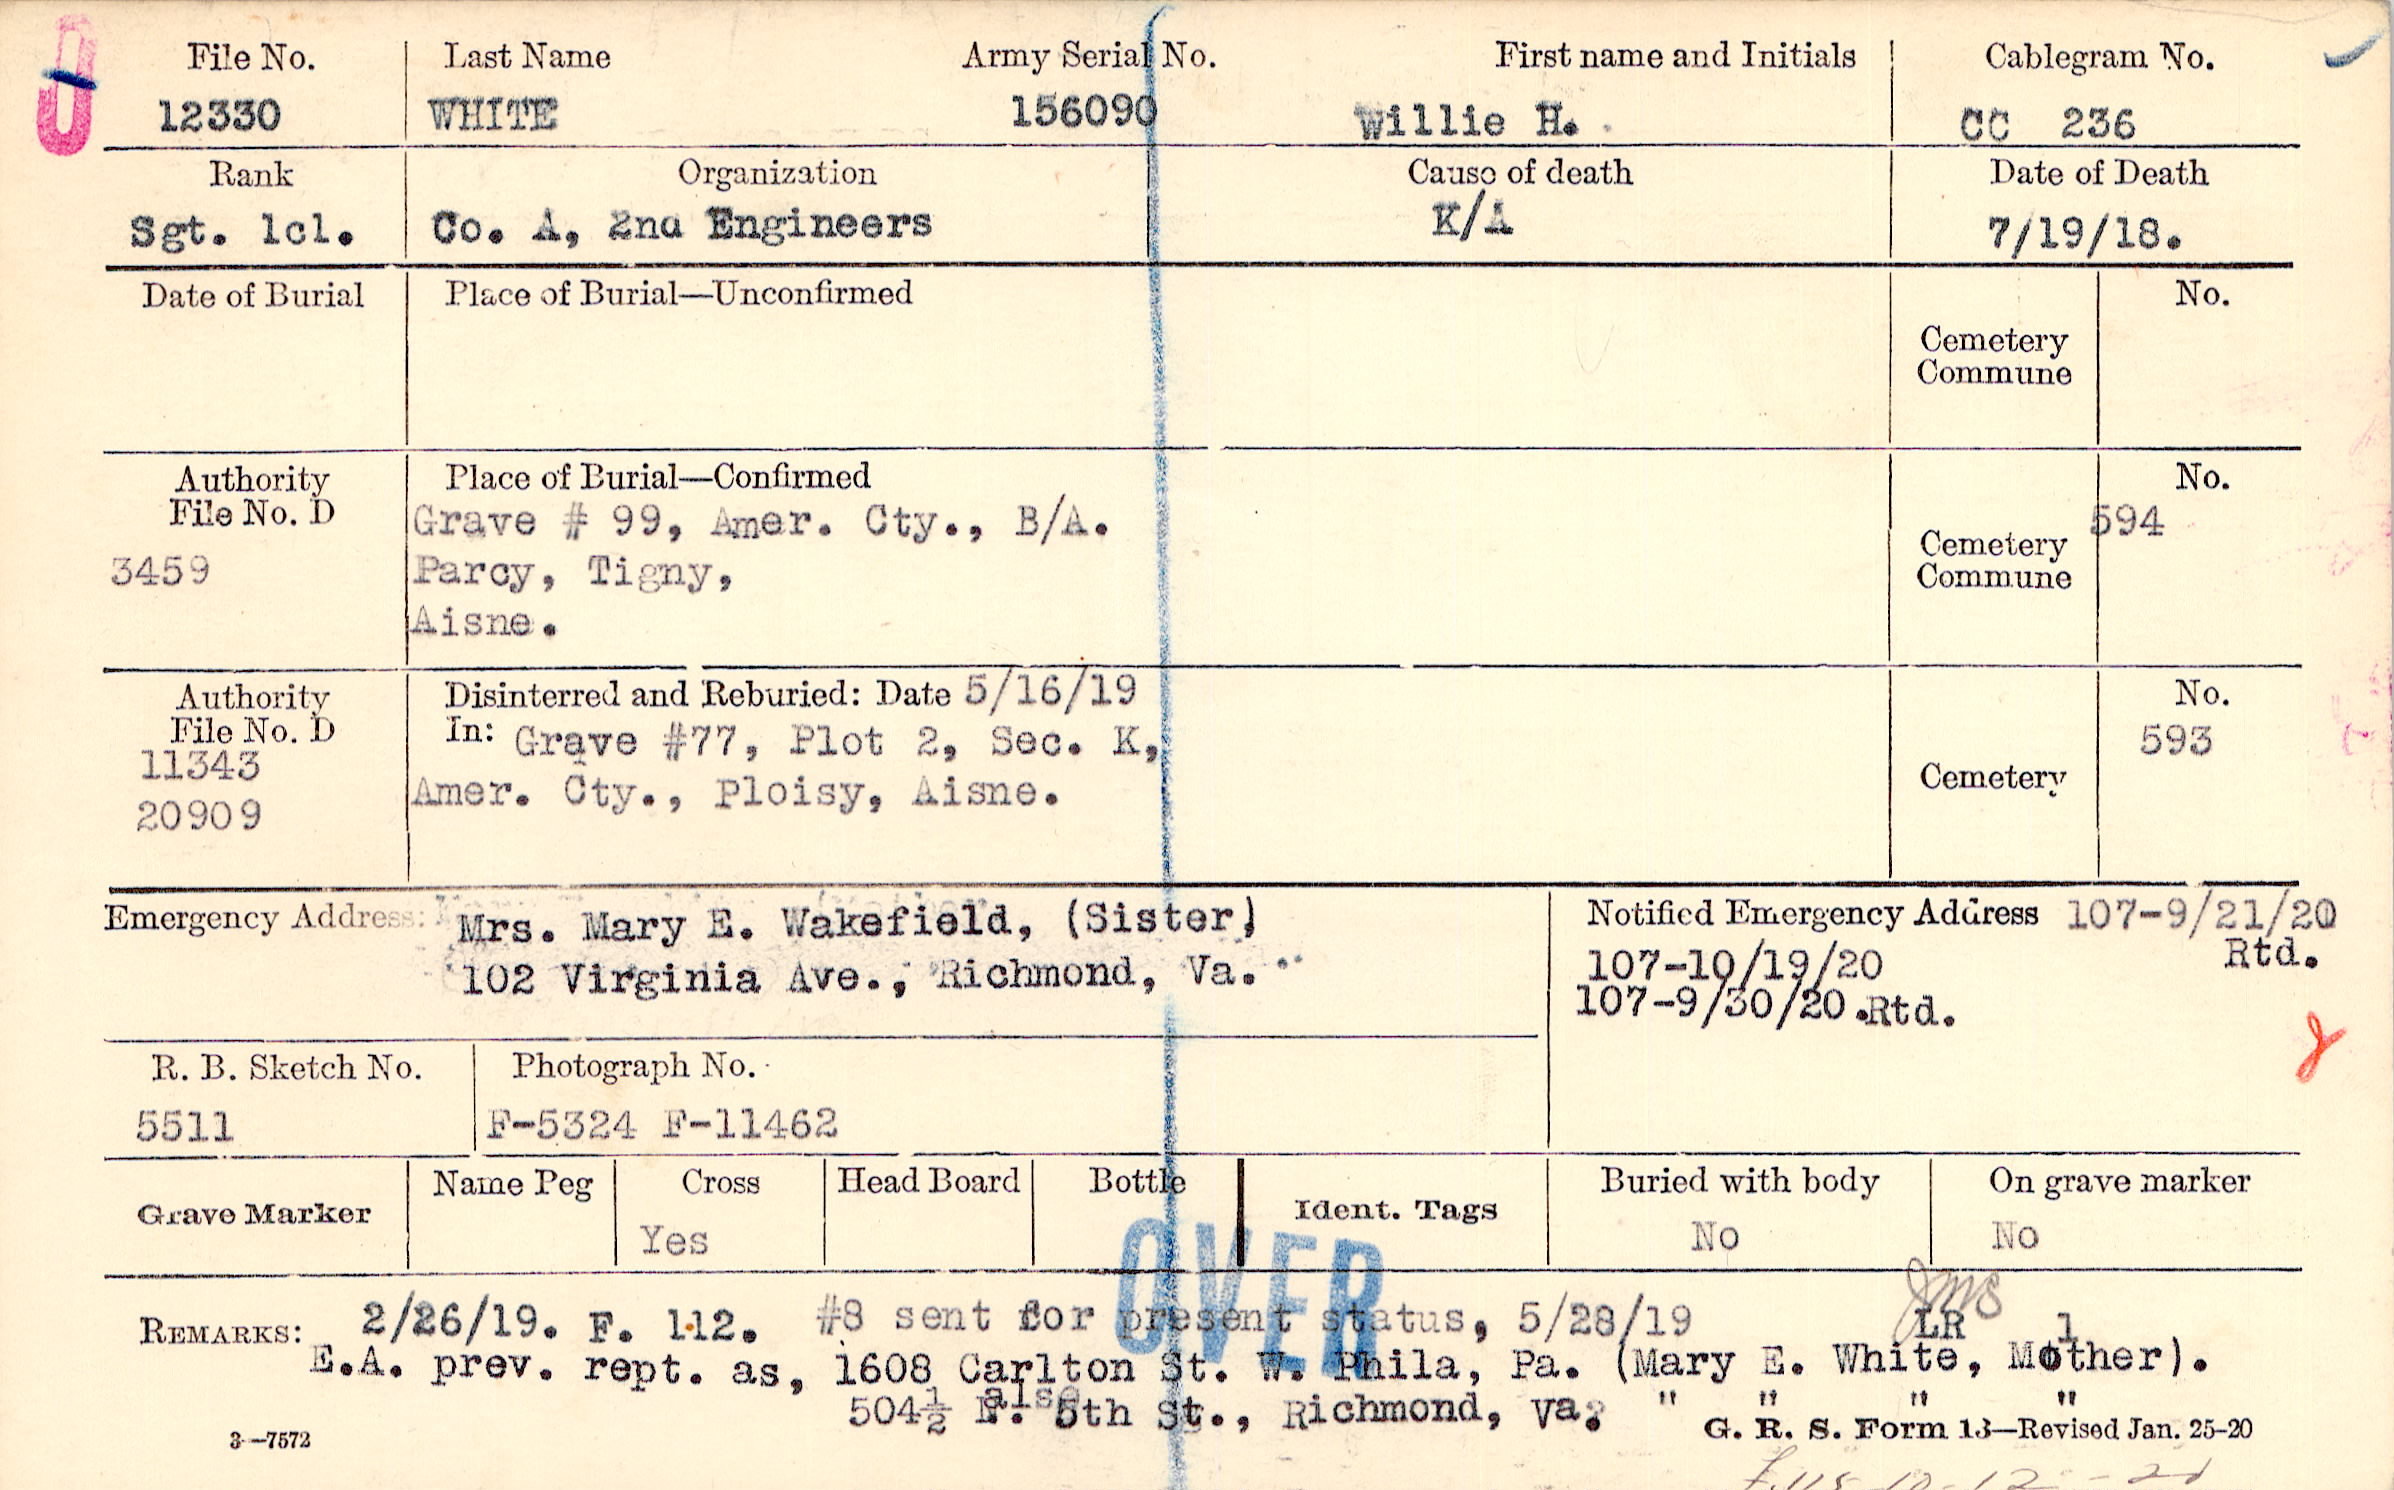 File No. Last Name Army Serial No. First name and Initials Cablegram No.
12330 WHITE 156090 Willie H. CC 236
Rank Organization Cause of death Date of Death
Sgt. 1cl. Co. A, 2nd Engineers K/A 7/19/18.
Date of Burial Place of Burial—Unconfirmed No.
Cemetery
Commune
Authority Place of Burial—Confirmed No.
File No. D Grave # 99, Amer. Cty., B/A. 594
3459 Parcy, Tigny, Cemetery
Commune
Aisne.
Authority Disinterred and Reburied: Date 5/16/19 No.
File No. D In: Grave #77, Plot 2, Sec. K, 593
11343
20909 Amer. Cty., Ploisy, Aisne. Cemetery
Emergency Address: Mrs. Mary E. Wakefield, (Sister) Notified Emergency Address 107-9/21/20
Rtd.
102 Virginia Ave., Richmond, Va. 107-10/19/20
107-9/30/20.Rtd.
R. B. Sketch No. Photograph No.
5511 F-5324 F-11462
Grave Marker Name Peg Cross Head Board Bottle Ident. Tags Buried with body On grave marker
Yes No No
OVER
JMS
REMARKS: 2/26/19. F. 112. #8 sent for present status, 5/28/19 LR 1
E.A. prev. rept. as, 1608 Carlton St. W. Phila, Pa. (Mary E. White, Mother).
also
504½ N. 5th St., Richmond, Va. " " " "
3—7572 G. R. S. Form 13—Revised Jan. 25-20